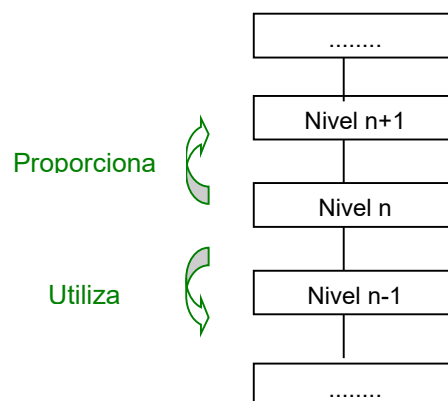 ........
Nivel n+1
Proporciona
Nivel n
Utiliza
Nivel n-1
........